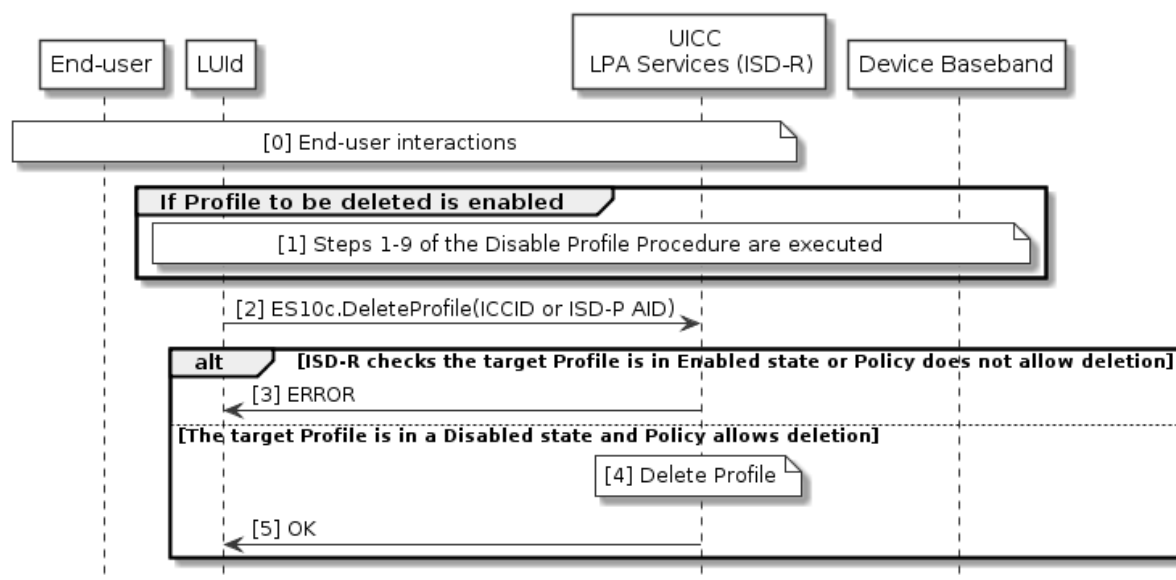 End-user
LUId
UICC
LPA Services (ISD-R)
Device Baseband
[0] End-user interactions
If Profile to be deleted is enabled
[1] Steps 1-9 of the Disable Profile Procedure are executed
[2] ES10c.DeleteProfile(ICCID or ISD-P AID)
alt
[ISD-R checks the target Profile is in Enabled state or Policy does not allow deletion]
[3] ERROR
[The target Profile is in a Disabled state and Policy allows deletion]
[4] Delete Profile
[5] OK